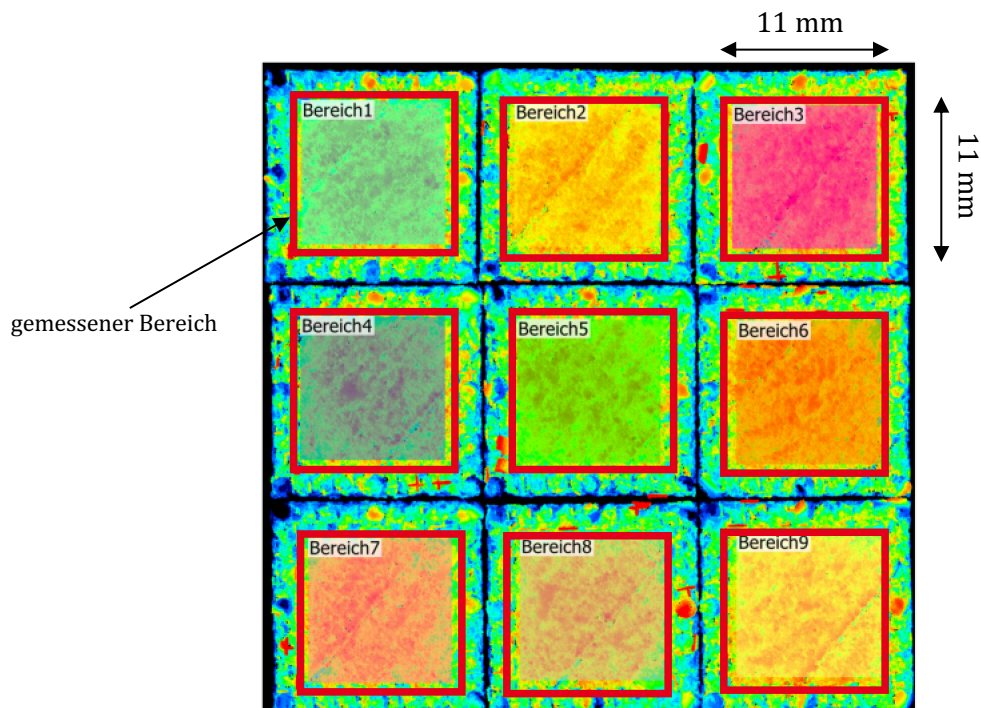 11 mm
Bereich1
Bereich2
Bereich3
11 mm
gemessener Bereich
Bereich4
Bereich5
Bereich6
Bereich7
Bereich8
Bereich9